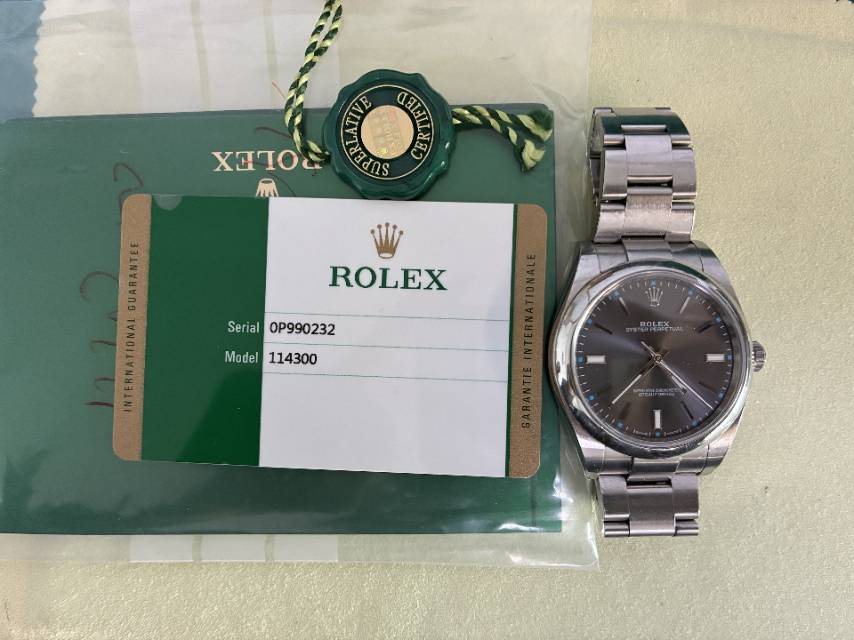 SUPERLATIVE CERTIFIED
ROLEX
INTERNATIONAL GUARANTEE
ROLEX
Serial 0P990232
Model 114300
GARANTIE INTERNATIONALE
ROLEX
OYSTER PERPETUAL